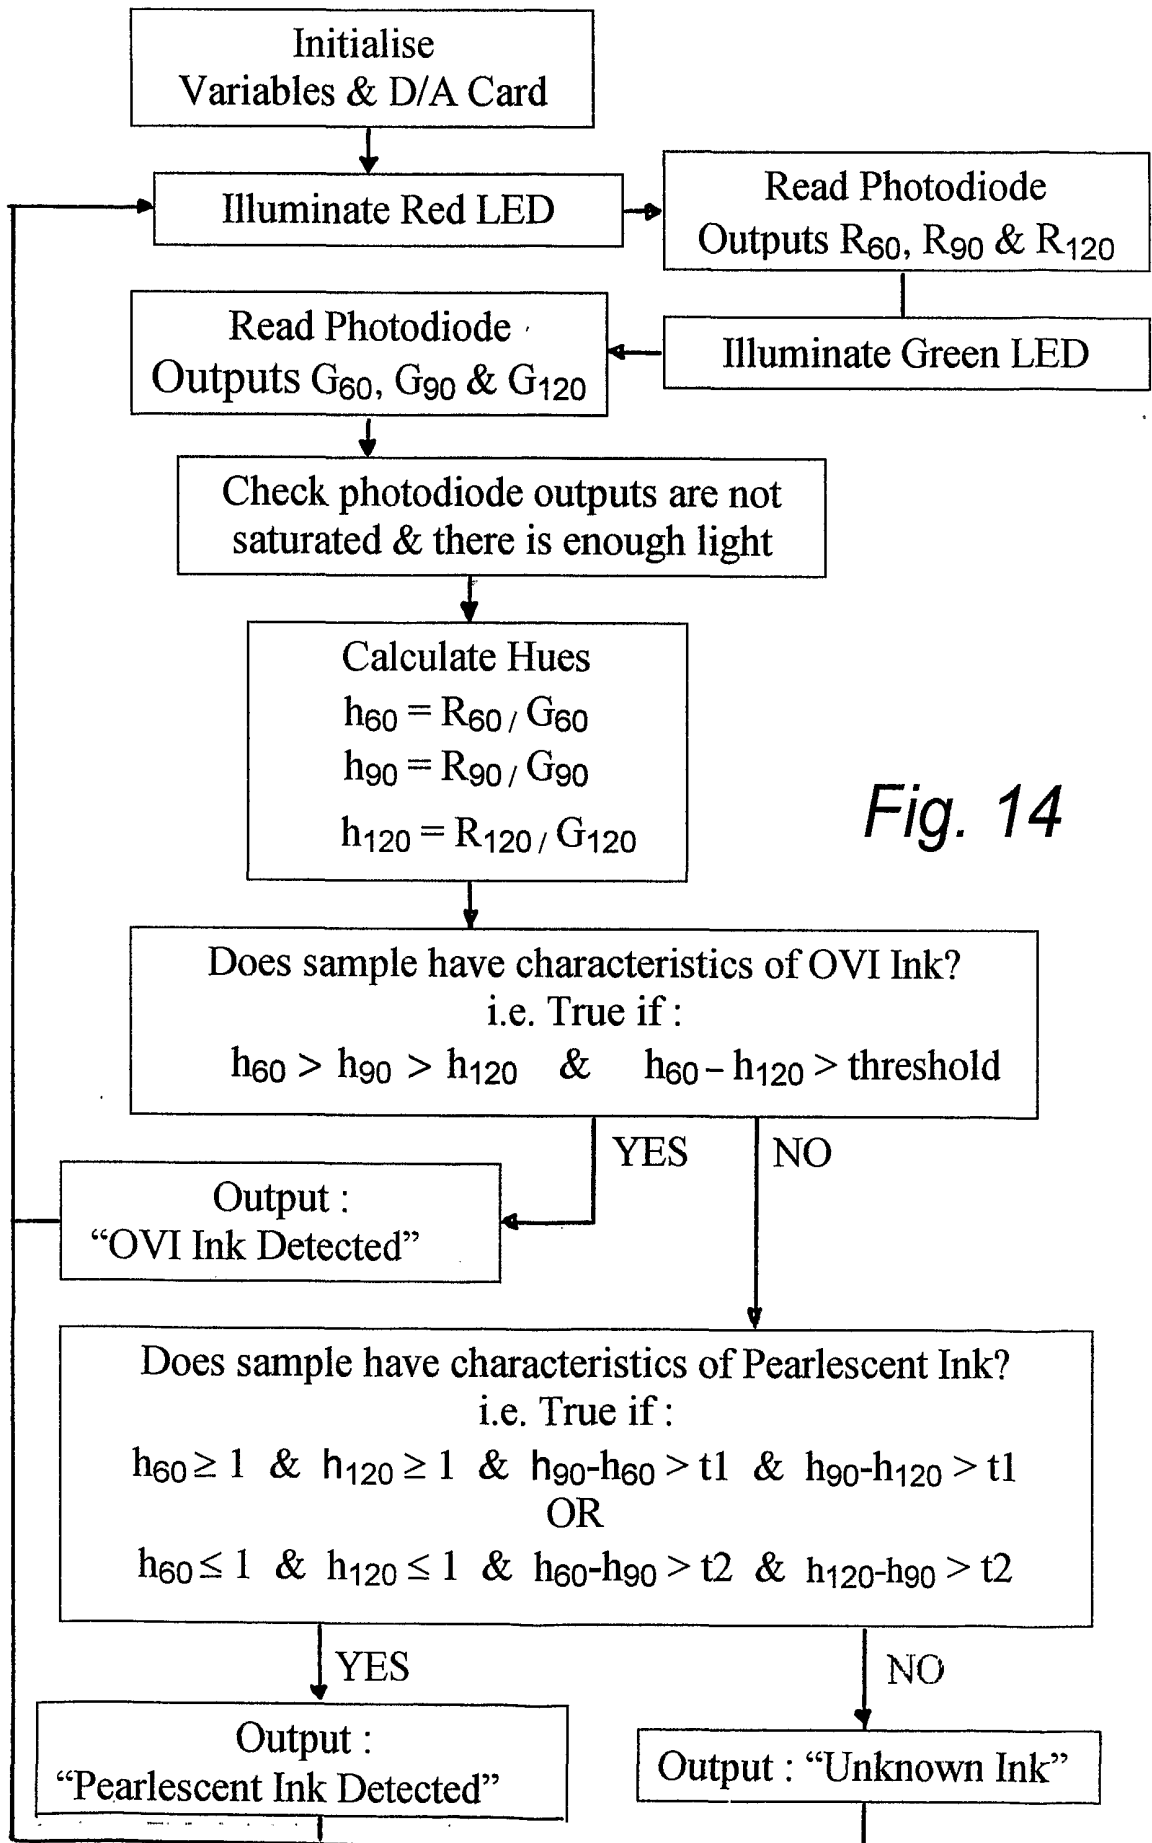 Initialise
Variables & D/A Card
Illuminate Red LED
Read Photodiode
Outputs R60, R90 & R120
Illuminate Green LED
Read Photodiode
Outputs G60, G90 & G120
Check photodiode outputs are not
saturated & there is enough light
Calculate Hues
h60 = R60 / G60
h90 = R90 / G90
h120 = R120 / G120
Fig. 14
Does sample have characteristics of OVI Ink?
i.e. True if :
h60 > h90 > h120 & h60 – h120 > threshold
YES
NO
Output :
“OVI Ink Detected”
Does sample have characteristics of Pearlescent Ink?
i.e. True if :
h60 ≥ 1 & h120 ≥ 1 & h90-h60 > t1 & h90-h120 > t1
OR
h60 ≤ 1 & h120 ≤ 1 & h60-h90 > t2 & h120-h90 > t2
YES
NO
Output :
“Pearlescent Ink Detected”
Output : “Unknown Ink”